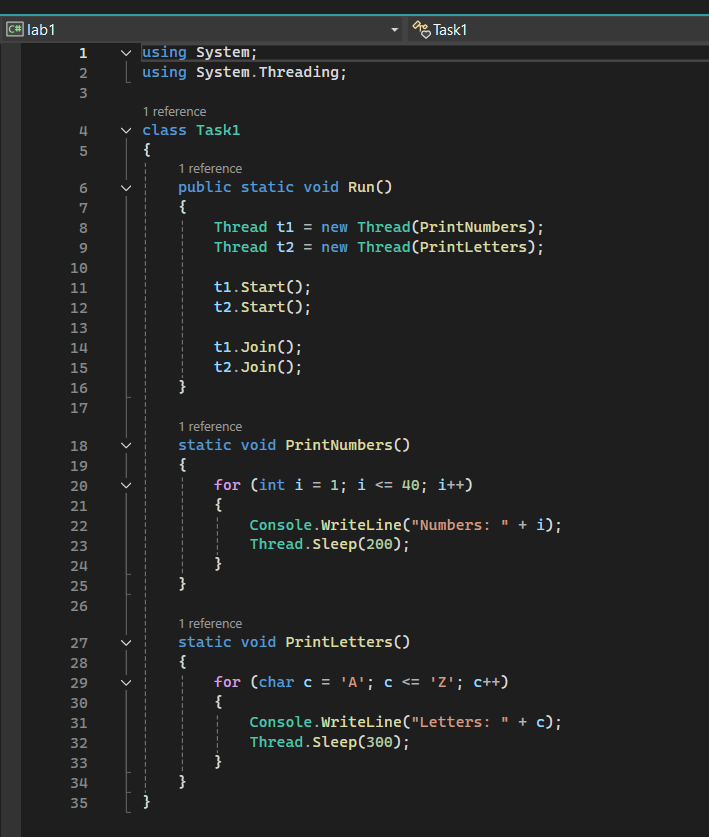 C# lab1 Task1
1 using System;
2 using System.Threading;
3
1 reference
4 class Task1
5 {
1 reference
6 public static void Run()
7 {
8 Thread t1 = new Thread(PrintNumbers);
9 Thread t2 = new Thread(PrintLetters);
10
11 t1.Start();
12 t2.Start();
13
14 t1.Join();
15 t2.Join();
16 }
17
1 reference
18 static void PrintNumbers()
19 {
20 for (int i = 1; i <= 40; i++)
21 {
22 Console.WriteLine("Numbers: " + i);
23 Thread.Sleep(200);
24 }
25 }
26
1 reference
27 static void PrintLetters()
28 {
29 for (char c = 'A'; c <= 'Z'; c++)
30 {
31 Console.WriteLine("Letters: " + c);
32 Thread.Sleep(300);
33 }
34 }
35 }